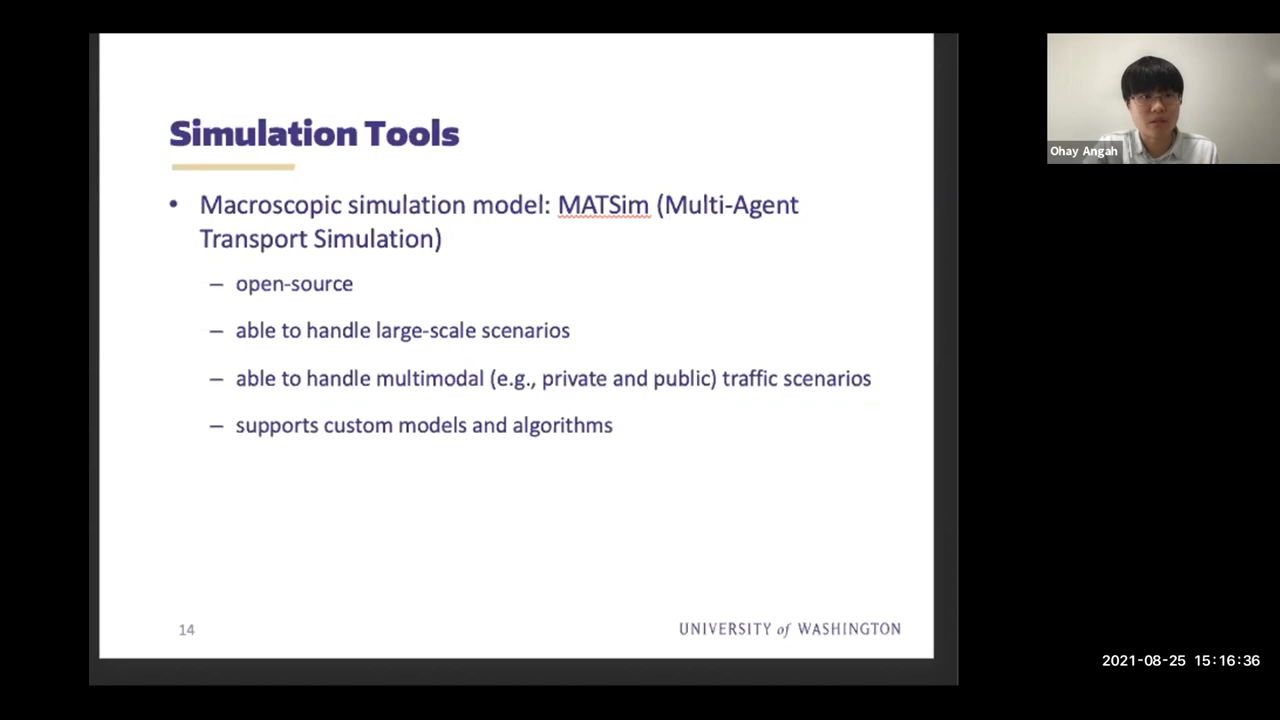 Simulation Tools
• Macroscopic simulation model: MATSim (Multi-Agent
Transport Simulation)
– open-source
– able to handle large-scale scenarios
– able to handle multimodal (e.g., private and public) traffic scenarios
– supports custom models and algorithms
14
UNIVERSITY of WASHINGTON
Ohay Angah
2021-08-25 15:16:36